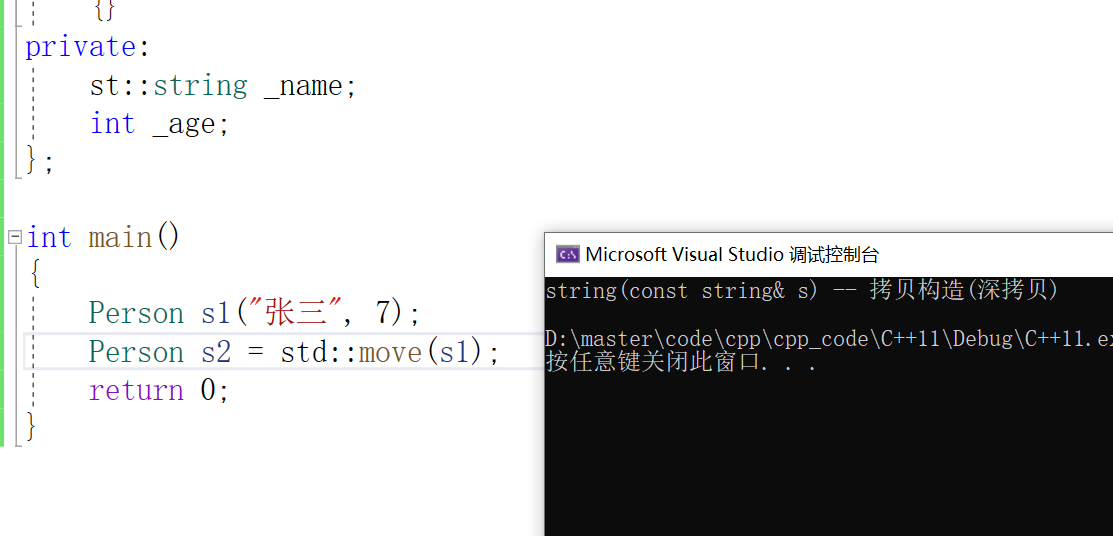 {}
private:
st::string _name;
int _age;
};
int main()
{
Person s1("张三", 7);
Person s2 = std::move(s1);
return 0;
}
Microsoft Visual Studio 调试控制台
string(const string& s) -- 拷贝构造(深拷贝)
D:\master\code\cpp\cpp_code\C++11\Debug\C++11.ex
按任意键关闭此窗口. . .